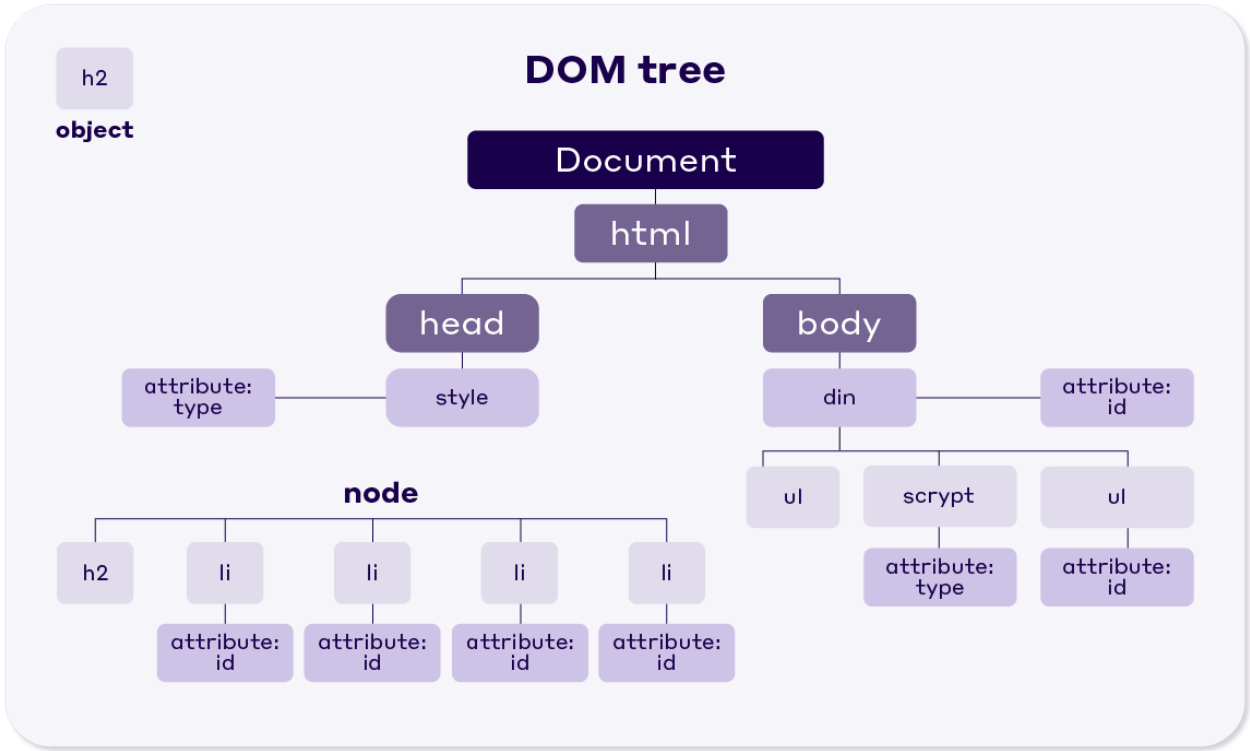 h2
object
DOM tree
Document
html
head
body
attribute:
type
style
din
attribute:
id
ul
scrypt
ul
attribute:
type
attribute:
id
node
h2
li
li
li
li
attribute:
id
attribute:
id
attribute:
id
attribute:
id